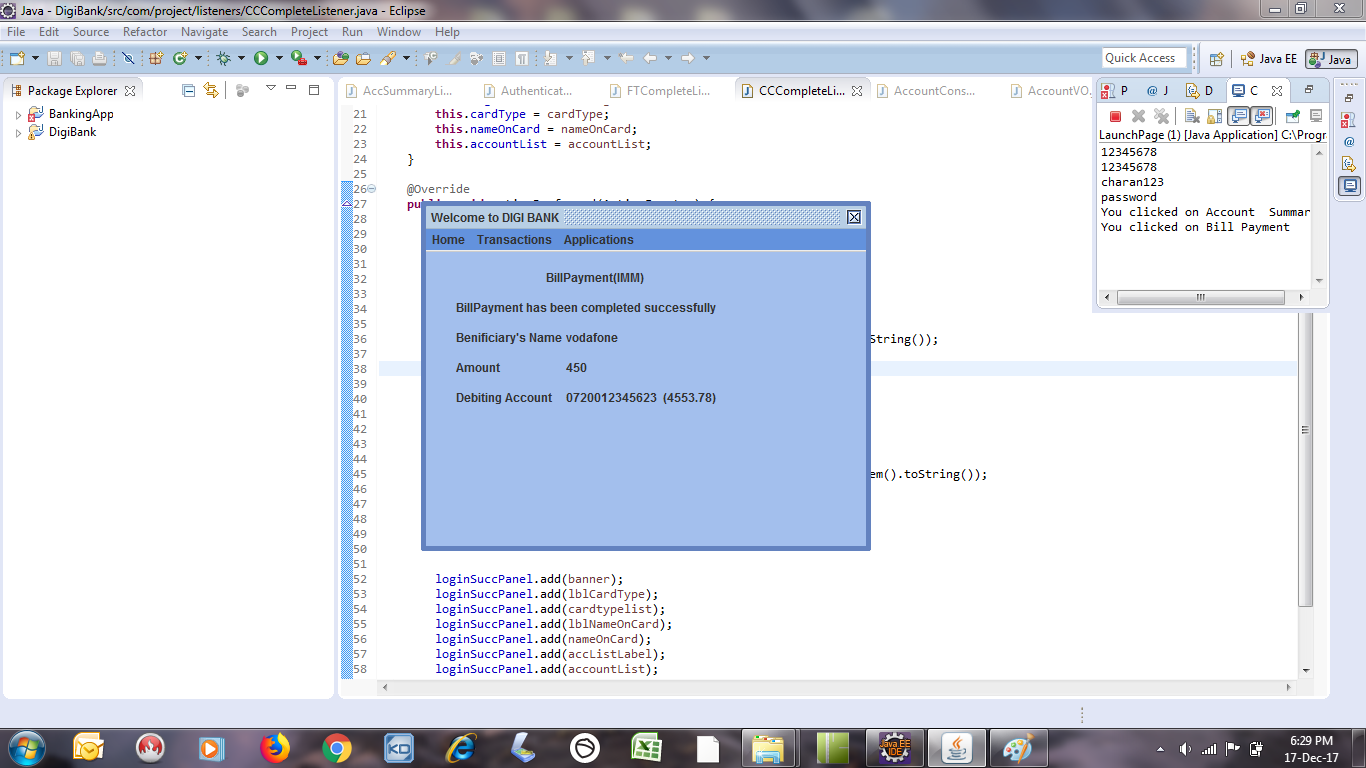 Java - DigiBank/src/com/project/listeners/CCCompleteListener.java - Eclipse
File Edit Source Refactor Navigate Search Project Run Window Help
Quick Access Java EE Java
Package Explorer
BankingApp
DigiBank
AccSummaryLi... Authenticat... FTCompleteLi... CCCompleteLi... AccountCons... AccountVO.
21 this.cardType = cardType;
22 this.nameOnCard = nameOnCard;
23 this.accountList = accountList;
24 }
25
26 @Override
27
28
29
30
31
32
33
34
35
36 String());
37
38
39
40
41
42
43
44
45 em().toString());
46
47
48
49
50
51
52 loginSuccPanel.add(banner);
53 loginSuccPanel.add(lblCardType);
54 loginSuccPanel.add(cardtypelist);
55 loginSuccPanel.add(lblNameOnCard);
56 loginSuccPanel.add(nameOnCard);
57 loginSuccPanel.add(accListLabel);
58 loginSuccPanel.add(accountList);
Welcome to DIGI BANK
Home Transactions Applications
BillPayment(IMM)
BillPayment has been completed successfully
Benificiary's Name vodafone
Amount 450
Debiting Account 0720012345623 (4553.78)
P @ J D C
LaunchPage (1) [Java Application] C:\Progr
12345678
12345678
charan123
password
You clicked on Account Summar
You clicked on Bill Payment
KD
Java EE
IDE
6:29 PM
17-Dec-17